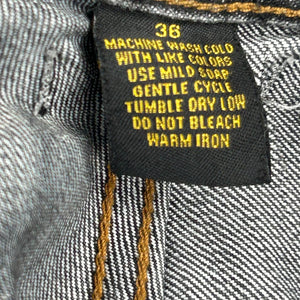 36
MACHINE WASH COLD
WITH LIKE COLORS
USE MILD SOAP
GENTLE CYCLE
TUMBLE DRY LOW
DO NOT BLEACH
WARM IRON